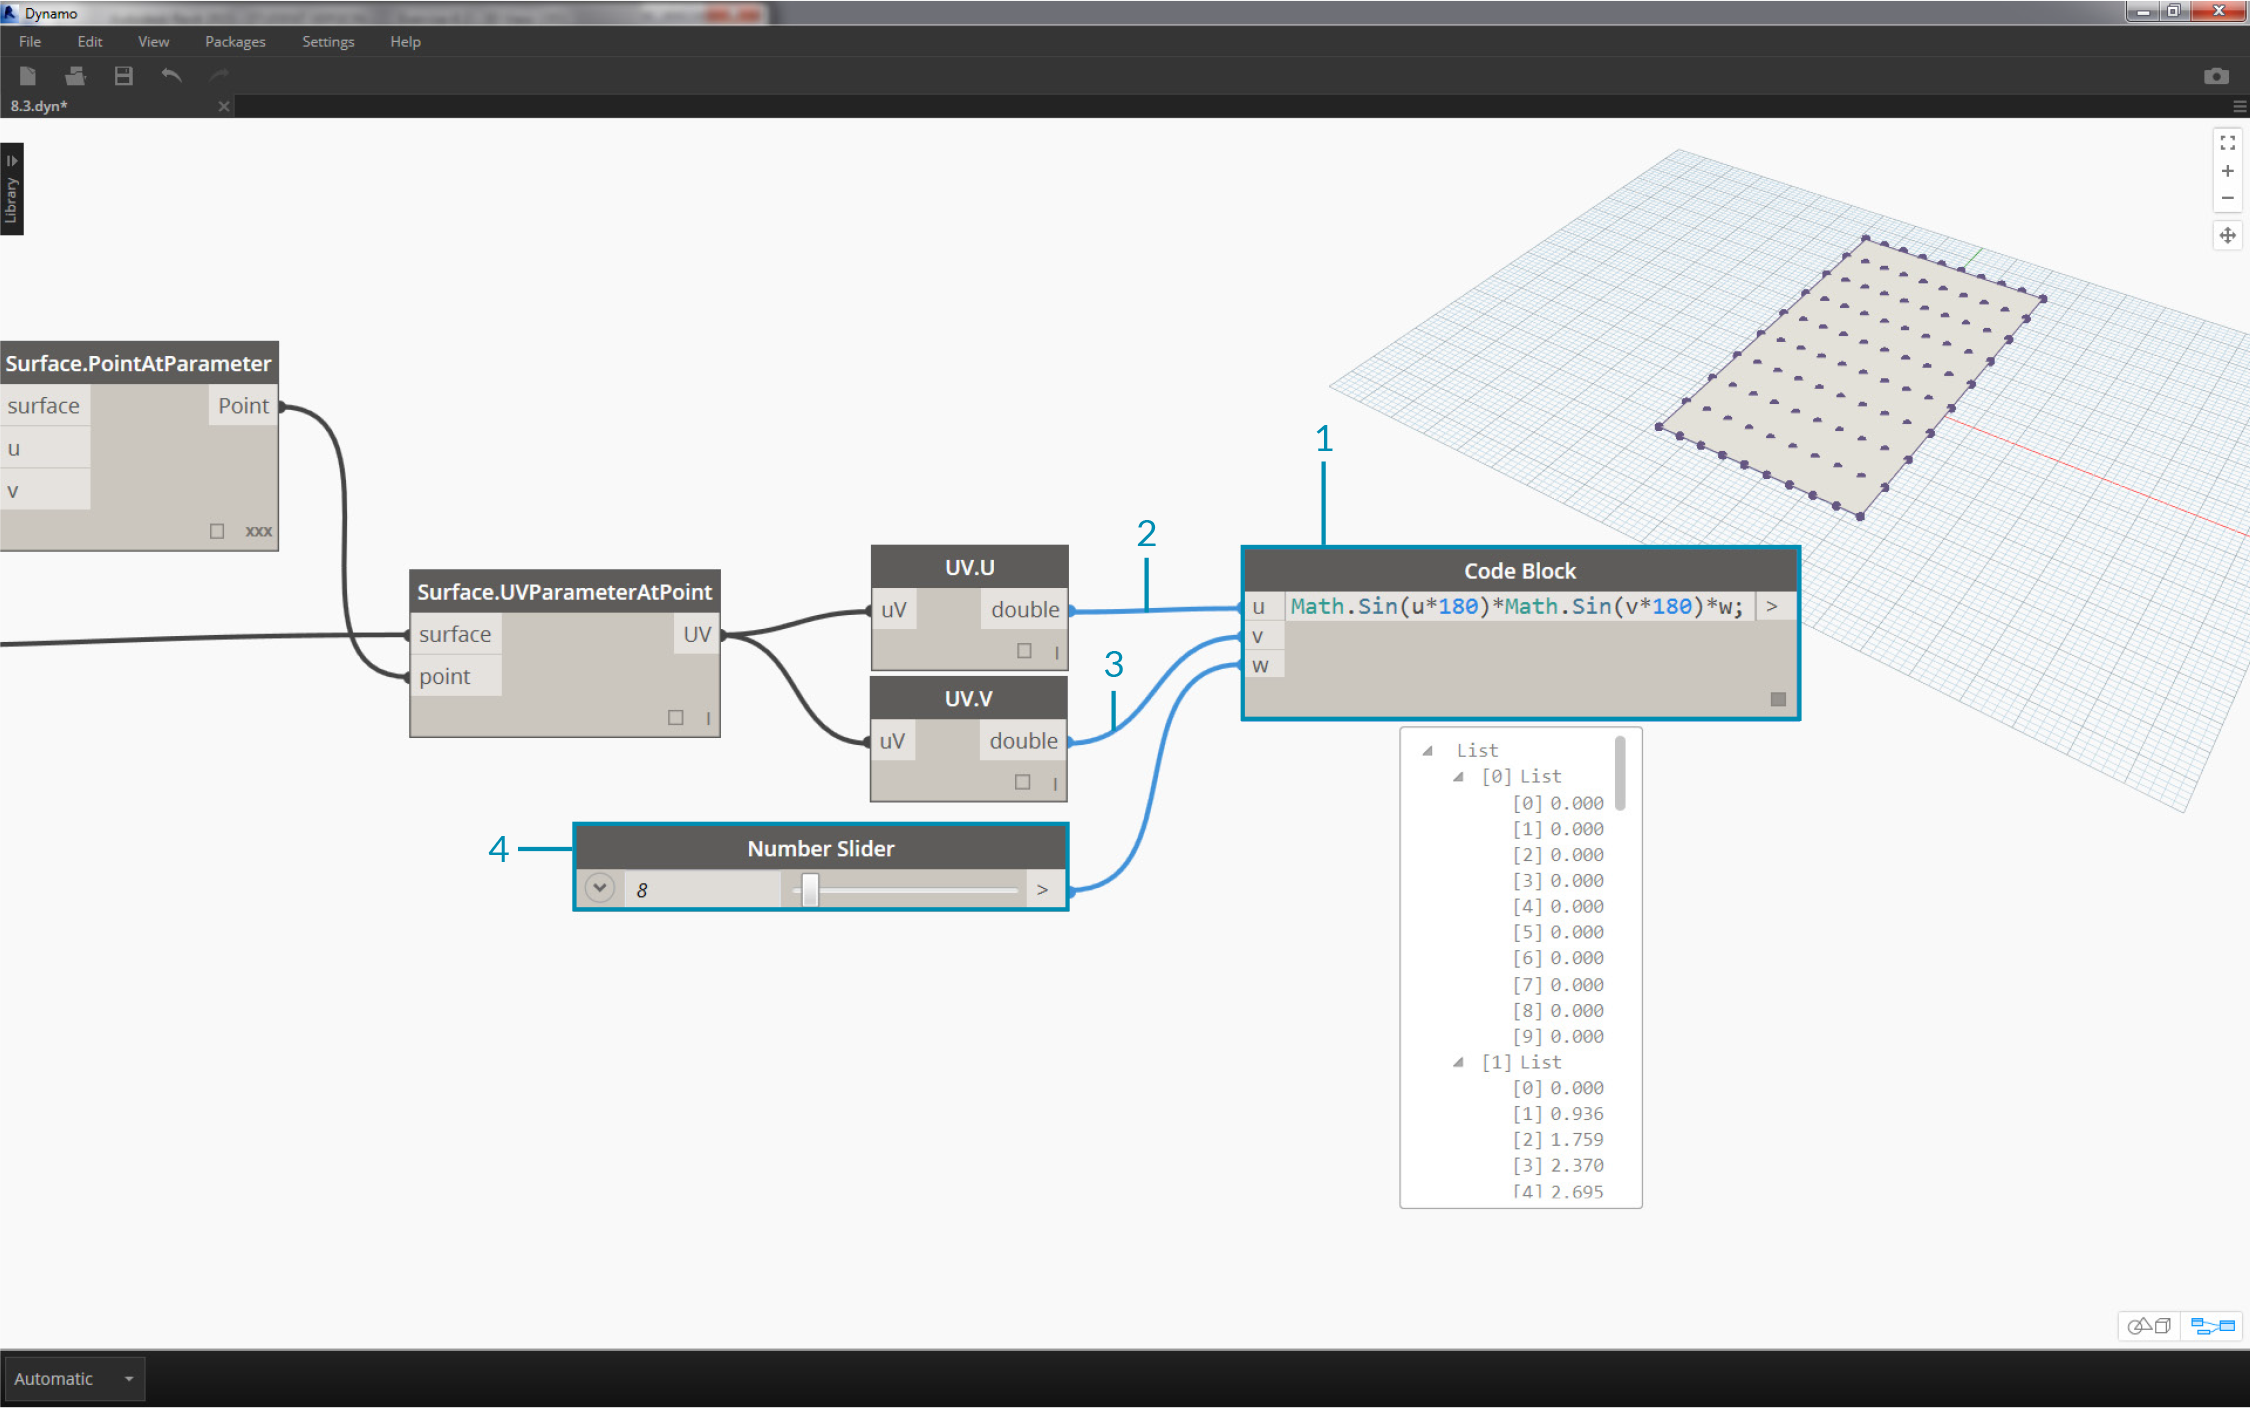 Dynamo
File Edit View Packages Settings Help
8.3.dyn*
Library
Surface.PointAtParameter
surface Point
u
v
xxx
Surface.UVParameterAtPoint
surface UV
point
UV.U
uV double
UV.V
uV double
1
2
3
4
Number Slider
8 >
Code Block
u Math.Sin(u*180)*Math.Sin(v*180)*w; >
v
w
List
[0] List
[0] 0.000
[1] 0.000
[2] 0.000
[3] 0.000
[4] 0.000
[5] 0.000
[6] 0.000
[7] 0.000
[8] 0.000
[9] 0.000
[1] List
[0] 0.000
[1] 0.936
[2] 1.759
[3] 2.370
[4] 2.695
Automatic